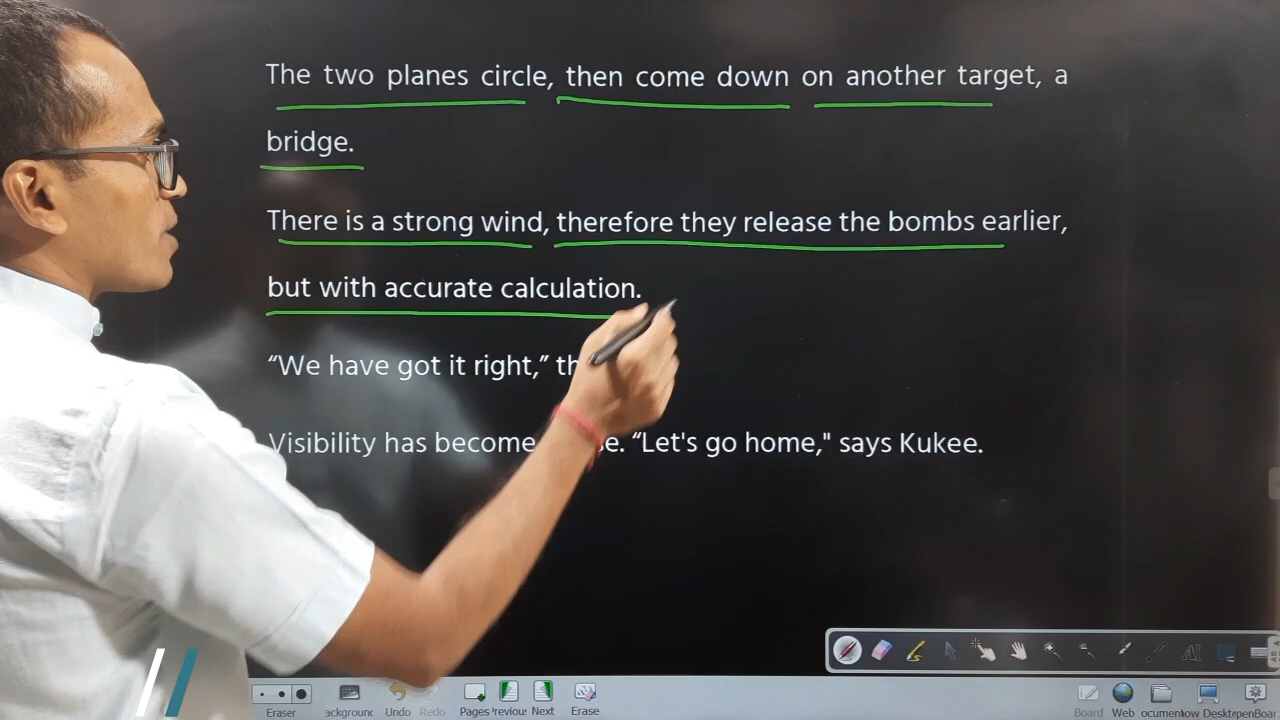 The two planes circle, then come down on another target, a
bridge.
There is a strong wind, therefore they release the bombs earlier,
but with accurate calculation.
“We have got it right,”
Visibility has become “Let's go home," says Kukee.
Eraser
Undo
Redo
Pages
Next
Erase
Board
Web